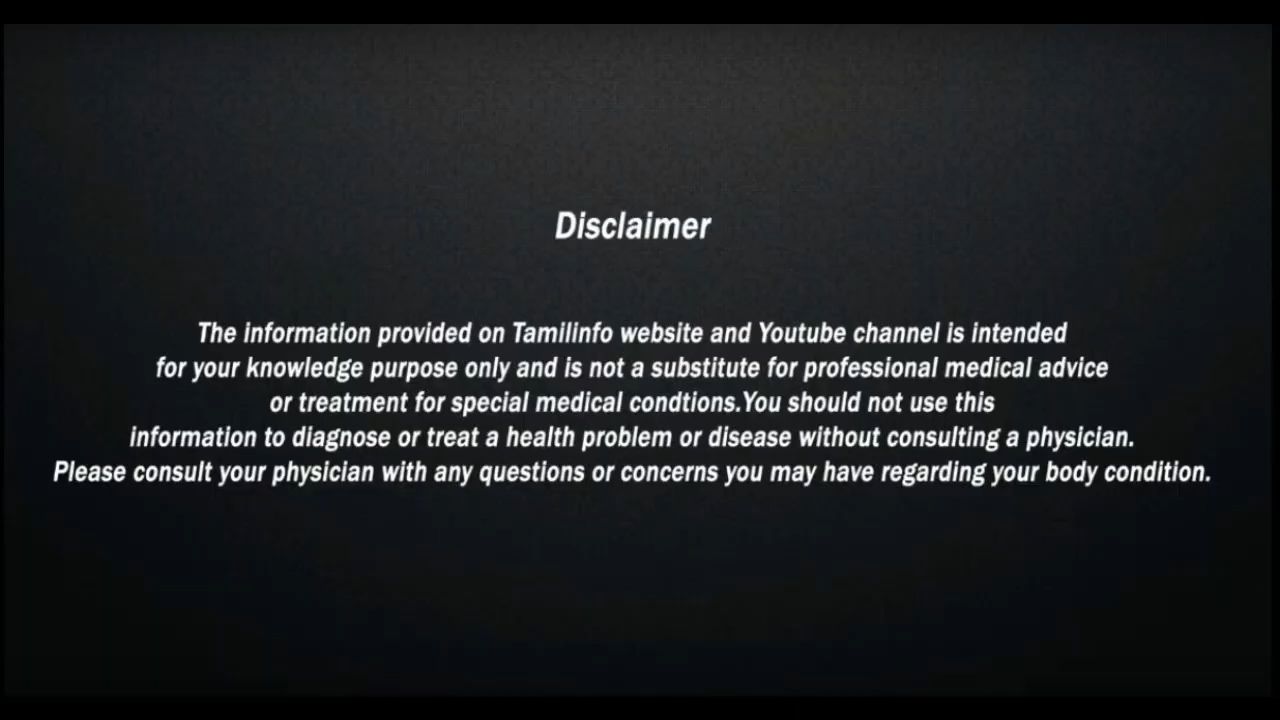 Disclaimer
The information provided on Tamilinfo website and Youtube channel is intended
for your knowledge purpose only and is not a substitute for professional medical advice
or treatment for special medical condtions.You should not use this
information to diagnose or treat a health problem or disease without consulting a physician.
Please consult your physician with any questions or concerns you may have regarding your body condition.